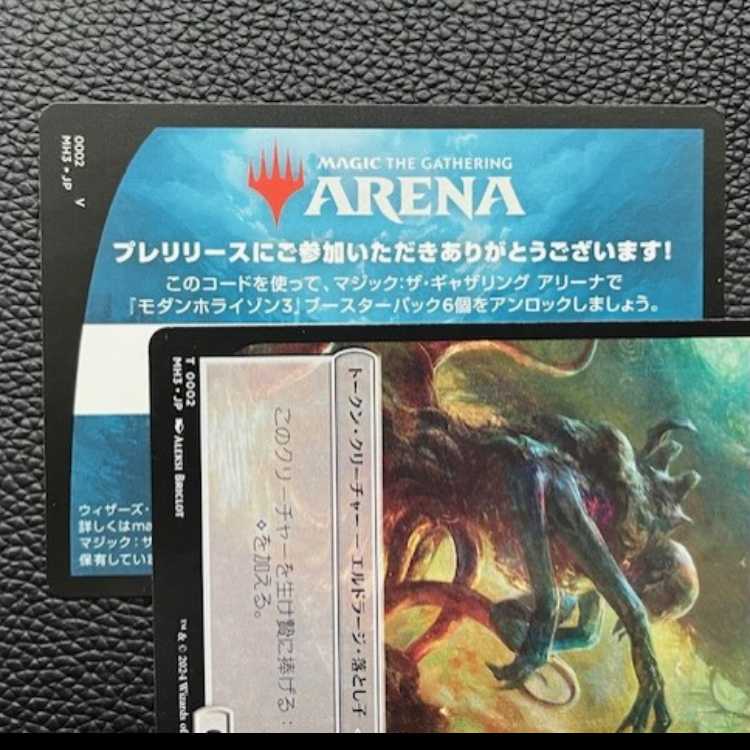 0002 V
MH3・JP
MAGIC THE GATHERING
ARENA
プレリリースにご参加いただきありがとうございます!
このコードを使って、マジック:ザ・ギャザリング アリーナで
『モダンホライゾン3』ブースターパック6個をアンロックしましょう。
ウィザーズ・
詳しくはma
マジック:ザ
保有してい
T 0002
MH3・JP ALEKSI BRICLOT
トークン・クリーチャー — エルドラージ・落とし子
このクリーチャーを生け贄に捧げる:
◇を加える。
™ & © 2024 Wizards of